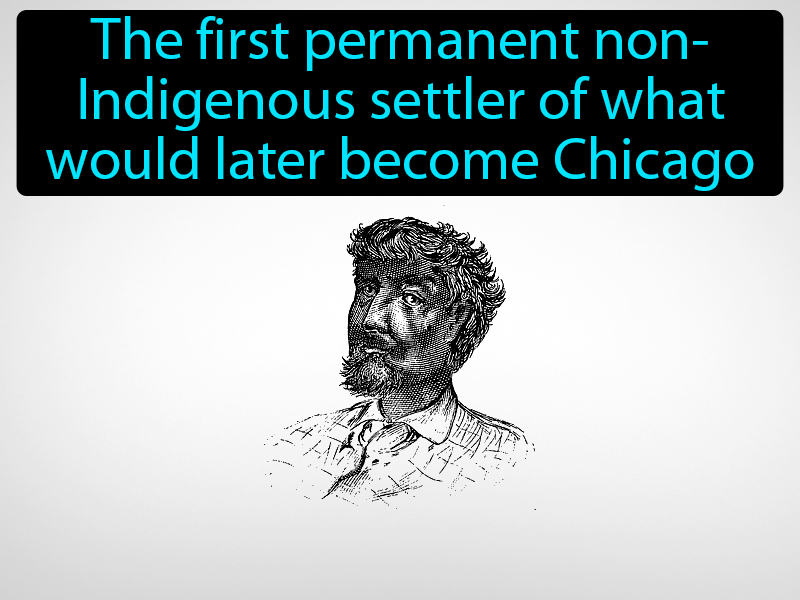 The first permanent non-
Indigenous settler of what
would later become Chicago